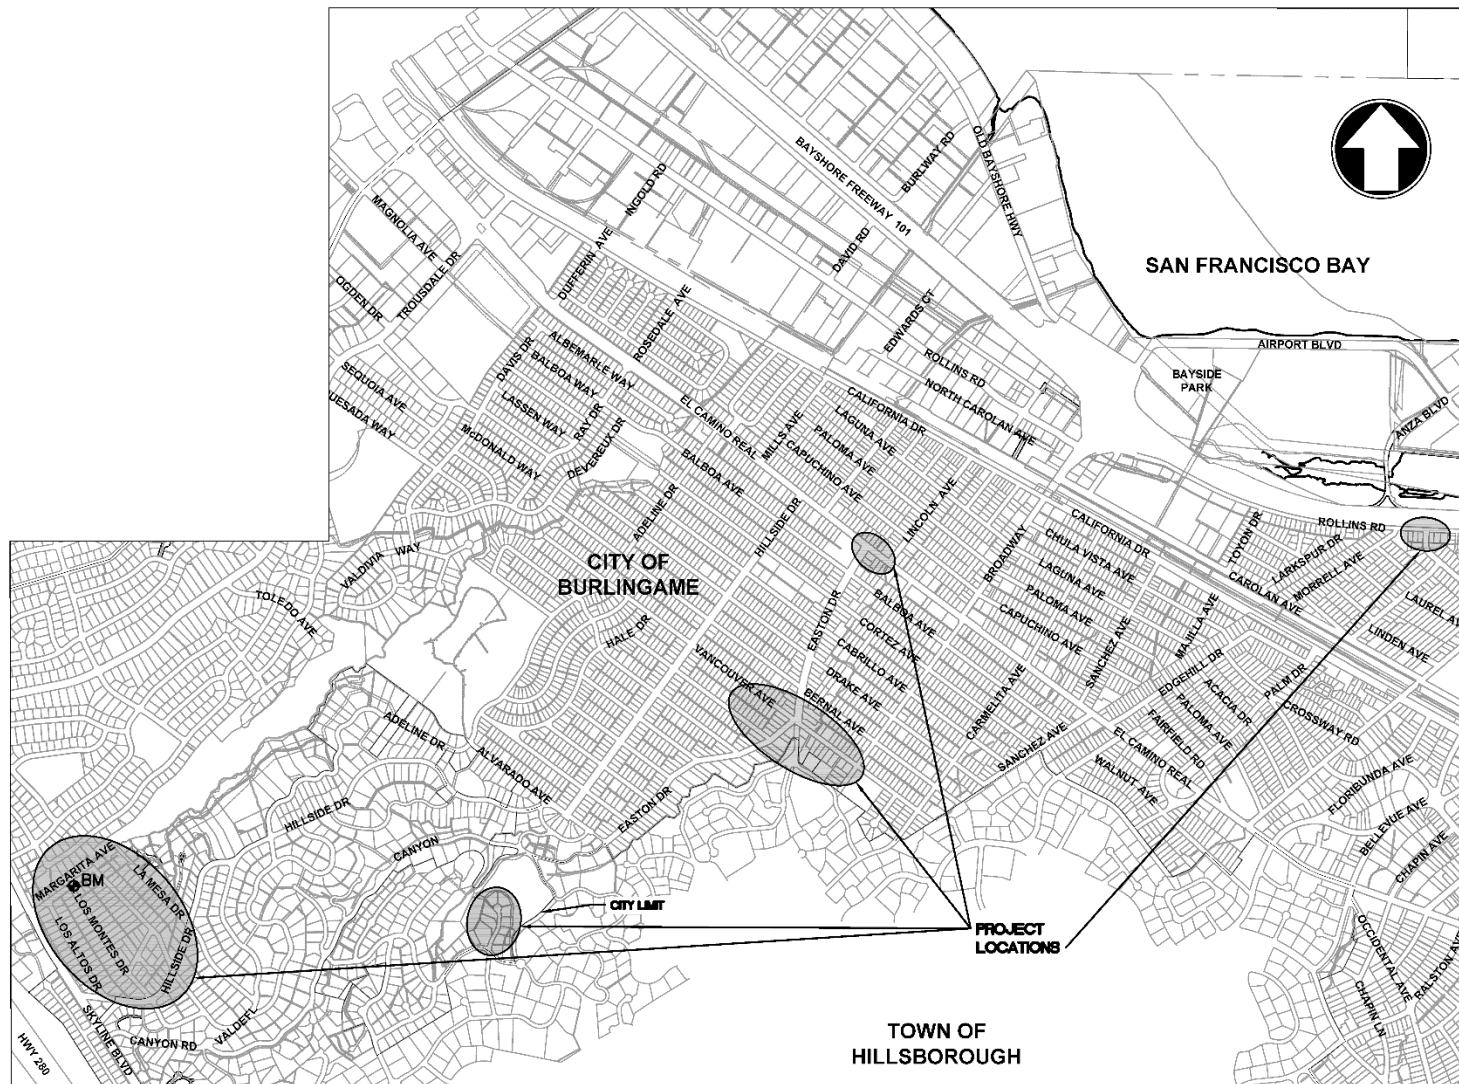 BAYSHORE FREEWAY 101
BURLWAY RD
OLD BAYSHORE HWY
INGOLD RD
MAGNOLIA AVE
DUFFERIN AVE
DAVID RD
SAN FRANCISCO BAY
TROUSDALE DR
OGDEN DR
ROSEDALE AVE
EDWARDS CT
AIRPORT BLVD
ALBEMARLE WAY
DAVIS DR
BALBOA WAY
ROLLINS RD
BAYSIDE
PARK
SEQUOIA AVE
LASSEN WAY
RAY DR
EL CAMINO REAL
CALIFORNIA DR
NORTH CAROLAN AVE
ANZA BLVD
UESADA WAY
McDONALD WAY
DEVEREUX DR
MILLS AVE
LAGUNA AVE
PALOMA AVE
CAPUCHINO AVE
BALBOA AVE
ADELINE DR
HILLSIDE DR
LINCOLN AVE
BROADWAY
CALIFORNIA DR
TOYON DR
ROLLINS RD
CITY OF
BURLINGAME
CHULA VISTA AVE
LARKSPUR DR
MORRELL AVE
VALDIVIA WAY
LAGUNA AVE
CAROLAN AVE
TOLEDO AVE
EASTON DR
BALBOA AVE
PALOMA AVE
LAUREL AV
HALE DR
CORTEZ AVE
CAPUCHINO AVE
SANCHEZ AVE
MAJILLA AVE
LINDEN AVE
VANCOUVER AVE
CABRILLO AVE
DRAKE AVE
EDGEHILL DR
PALM DR
BERNAL AVE
CARMELITA AVE
ACACIA DR
PALOMA AVE
CROSSWAY RD
ADELINE DR
ALVARADO AVE
SANCHEZ AVE
FAIRFIELD RD
EL CAMINO REAL
WALNUT AVE
FLORIBUNDA AVE
HILLSIDE DR
EASTON DR
BELLEVUE AVE
CANYON
CHAPIN AVE
MARGARITA AVE
BM
LA MESA DR
CITY LIMIT
LOS MONTES DR
LOS ALTOS DR
HILLSIDE DR
PROJECT
LOCATIONS
OCCIDENTAL AVE
RALSTON AVE
CHAPIN LN
SKYLINE BLVD
CANYON RD
VALDEFL
HWY 280
TOWN OF
HILLSBOROUGH